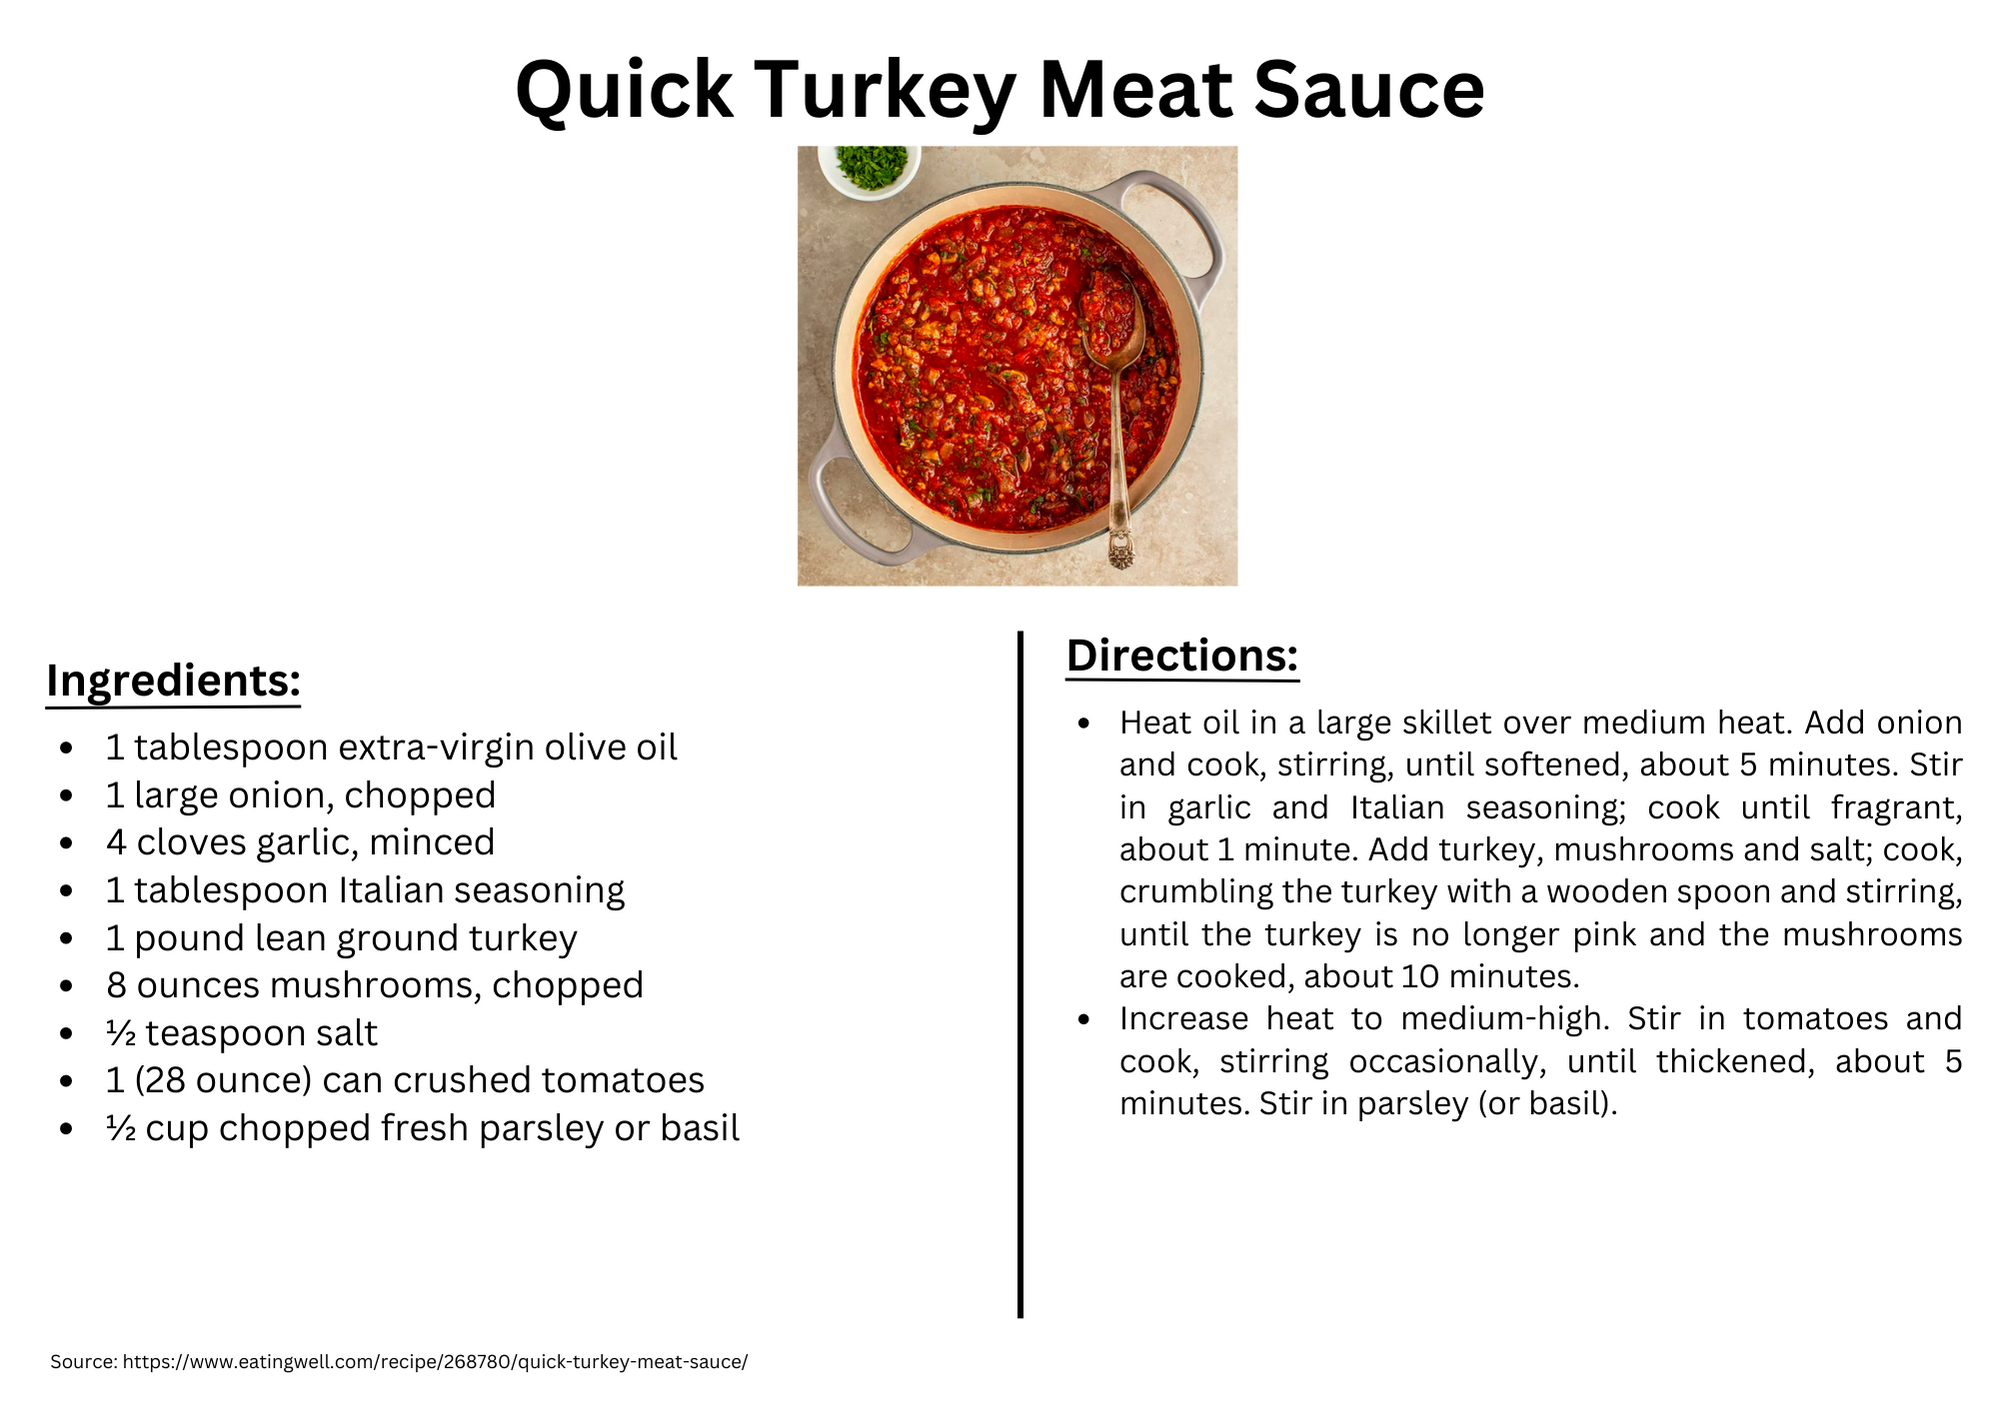 Quick Turkey Meat Sauce
Ingredients:
• 1 tablespoon extra-virgin olive oil
• 1 large onion, chopped
• 4 cloves garlic, minced
• 1 tablespoon Italian seasoning
• 1 pound lean ground turkey
• 8 ounces mushrooms, chopped
• ½ teaspoon salt
• 1 (28 ounce) can crushed tomatoes
• ½ cup chopped fresh parsley or basil
Directions:
• Heat oil in a large skillet over medium heat. Add onion
and cook, stirring, until softened, about 5 minutes. Stir
in garlic and Italian seasoning; cook until fragrant,
about 1 minute. Add turkey, mushrooms and salt; cook,
crumbling the turkey with a wooden spoon and stirring,
until the turkey is no longer pink and the mushrooms
are cooked, about 10 minutes.
• Increase heat to medium-high. Stir in tomatoes and
cook, stirring occasionally, until thickened, about 5
minutes. Stir in parsley (or basil).
Source: https://www.eatingwell.com/recipe/268780/quick-turkey-meat-sauce/